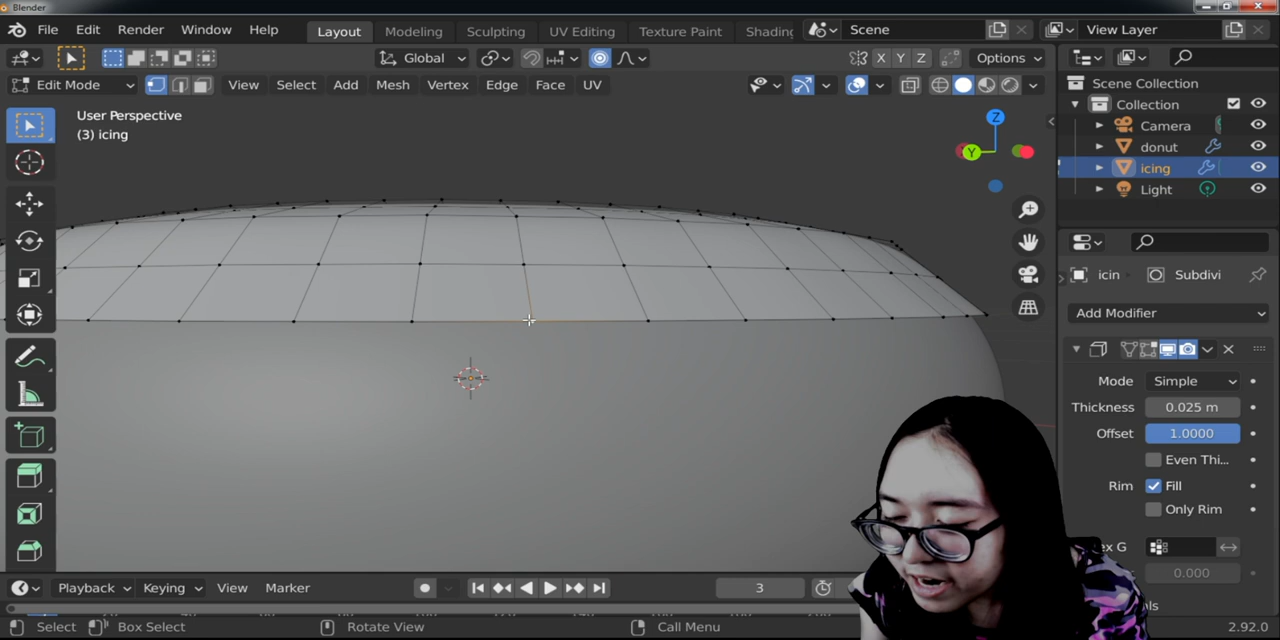 Blender
File Edit Render Window Help Layout Modeling Sculpting UV Editing Texture Paint Shading Scene View Layer
Global X Y Z Options
Edit Mode View Select Add Mesh Vertex Edge Face UV
Scene Collection
User Perspective
(3) icing
Z
Y
Collection
Camera
donut
icing
Light
icin Subdivi
Add Modifier
Mode Simple
Thickness 0.025 m
Offset 1.0000
Even Thi...
Rim Fill
Only Rim
ex G
0.000
Playback Keying View Marker 3
Select Box Select Rotate View Call Menu 2.92.0